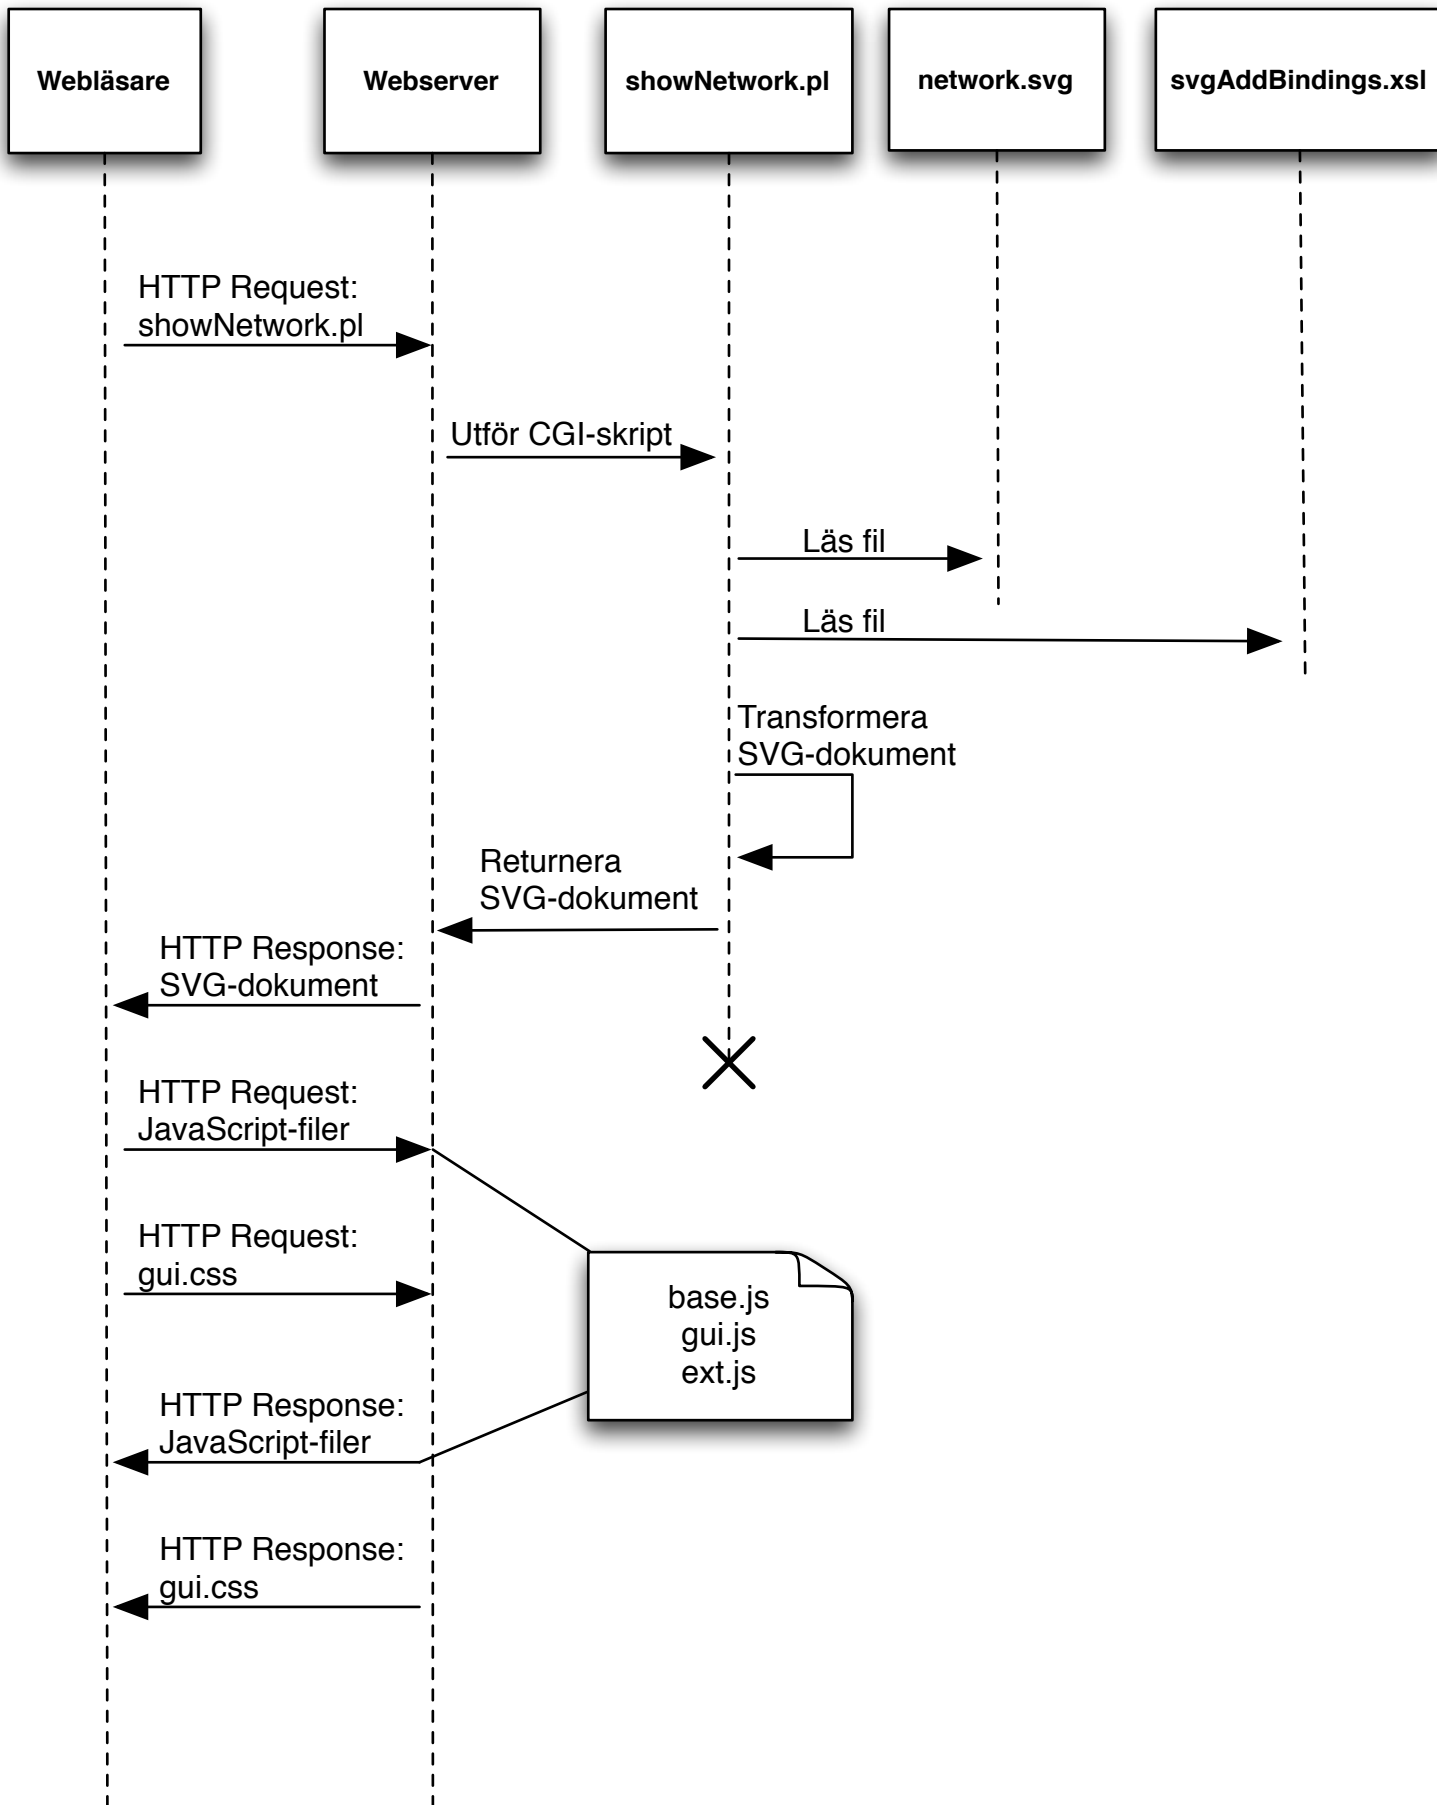 Webläsare
Webserver
showNetwork.pl
network.svg
svgAddBindings.xsl
HTTP Request:
showNetwork.pl
Utför CGI-skript
Läs fil
Läs fil
Transformera
SVG-dokument
Returnera
SVG-dokument
HTTP Response:
SVG-dokument
HTTP Request:
JavaScript-filer
HTTP Request:
gui.css
base.js
gui.js
ext.js
HTTP Response:
JavaScript-filer
HTTP Response:
gui.css